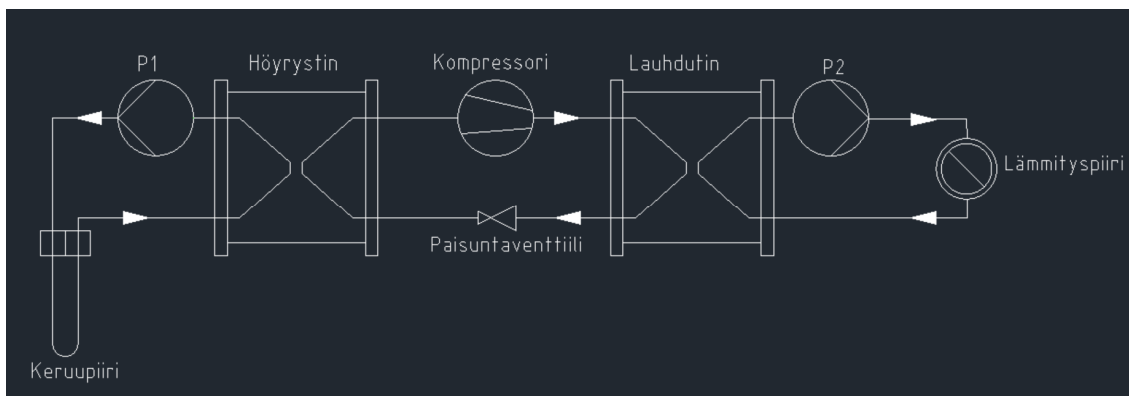 P1
Höyrystin
Kompressori
Lauhdutin
P2
Lämmityspiiri
Paisuntaventtiili
Keruupiiri